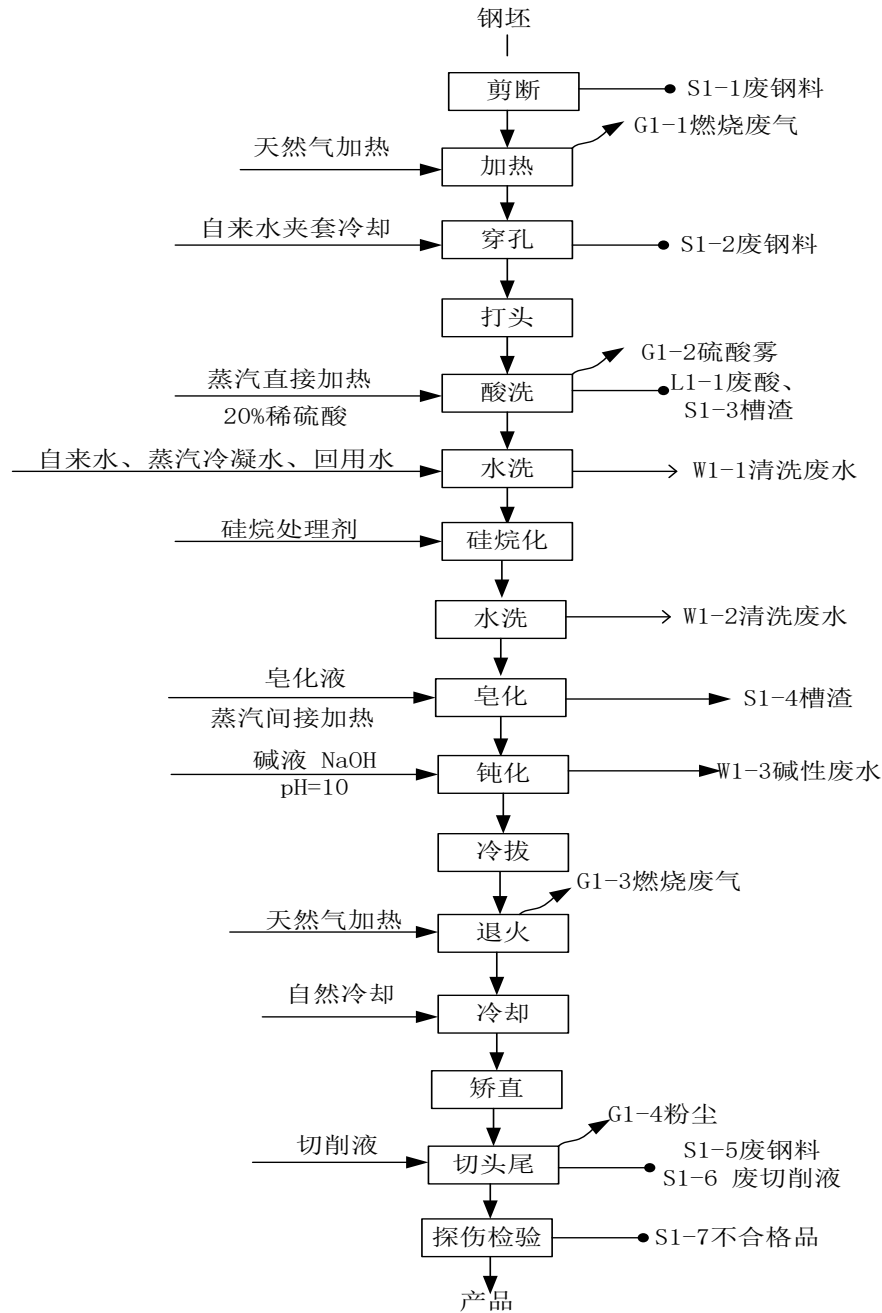 钢坯
剪断
S1-1废钢料
G1-1燃烧废气
天然气加热
加热
自来水夹套冷却
穿孔
S1-2废钢料
打头
G1-2硫酸雾
蒸汽直接加热
酸洗
L1-1废酸、
20%稀硫酸
S1-3槽渣
自来水、蒸汽冷凝水、回用水
水洗
W1-1清洗废水
硅烷处理剂
硅烷化
水洗
W1-2清洗废水
皂化液
皂化
S1-4槽渣
蒸汽间接加热
碱液 NaOH
钝化
W1-3碱性废水
pH=10
冷拔
G1-3燃烧废气
天然气加热
退火
自然冷却
冷却
矫直
G1-4粉尘
切削液
切头尾
S1-5废钢料
S1-6 废切削液
探伤检验
S1-7不合格品
产品